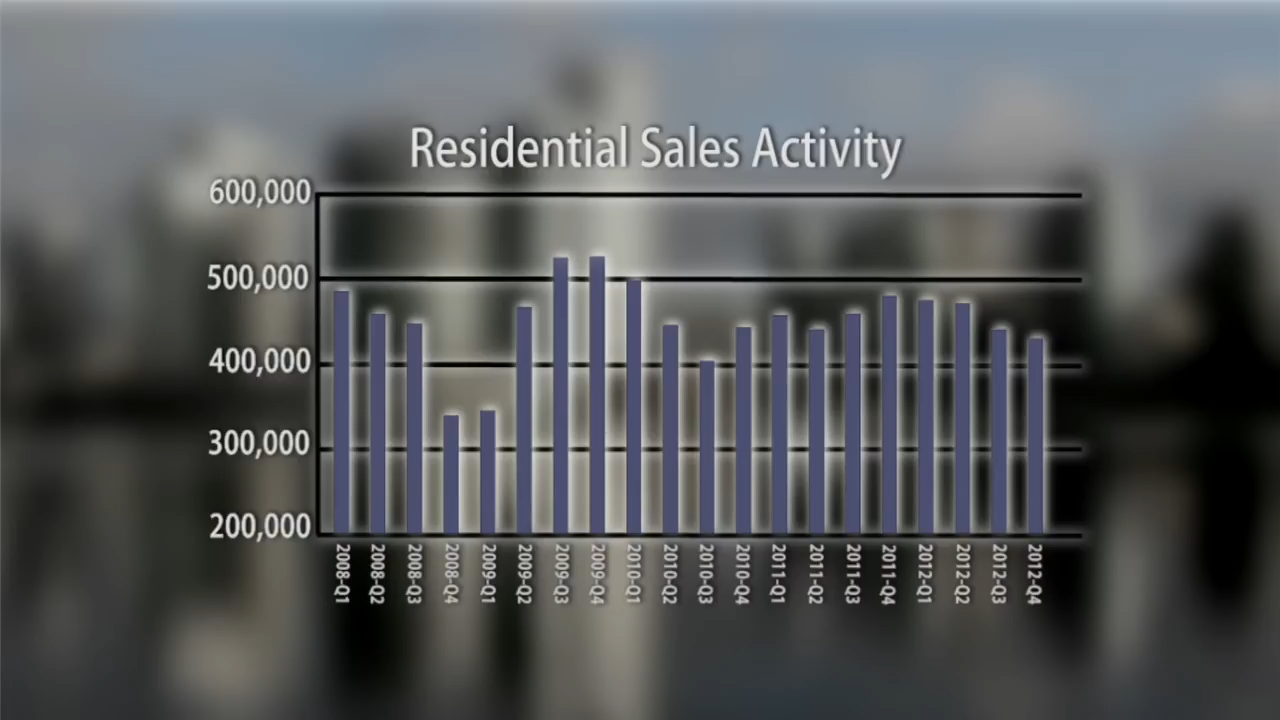 Residential Sales Activity
600,000
500,000
400,000
300,000
200,000
2008-Q1
2008-Q2
2008-Q3
2008-Q4
2009-Q1
2009-Q2
2009-Q3
2009-Q4
2010-Q1
2010-Q2
2010-Q3
2010-Q4
2011-Q1
2011-Q2
2011-Q3
2011-Q4
2012-Q1
2012-Q2
2012-Q3
2012-Q4